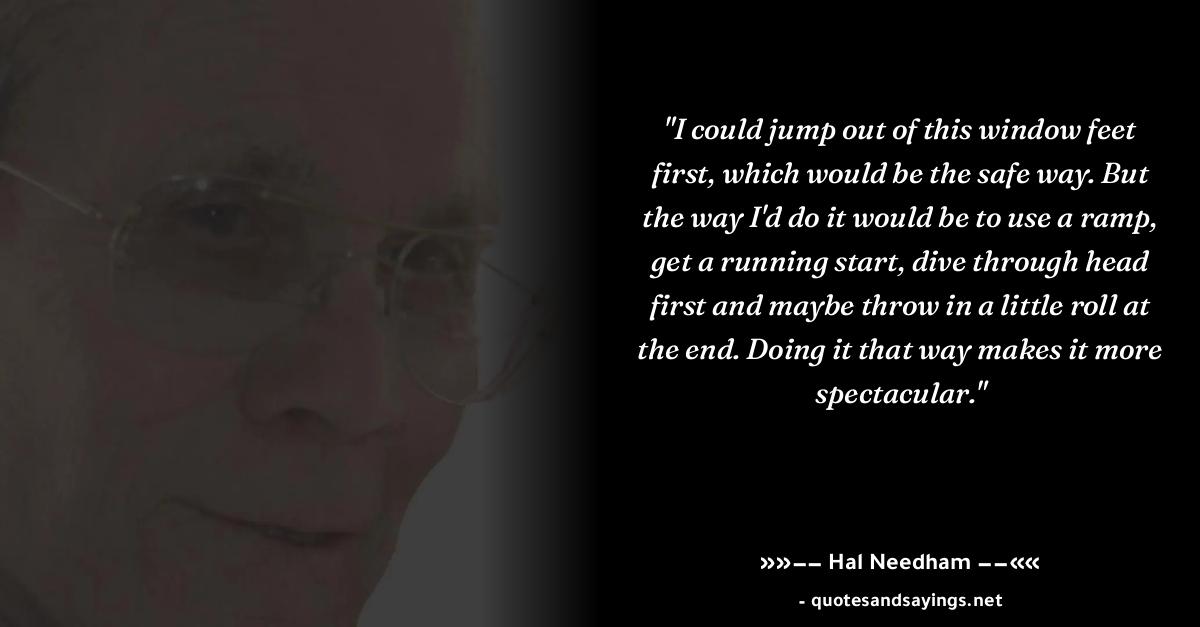 "I could jump out of this window feet
first, which would be the safe way. But
the way I'd do it would be to use a ramp,
get a running start, dive through head
first and maybe throw in a little roll at
the end. Doing it that way makes it more
spectacular."
»»–– Hal Needham ––««
- quotesandsayings.net